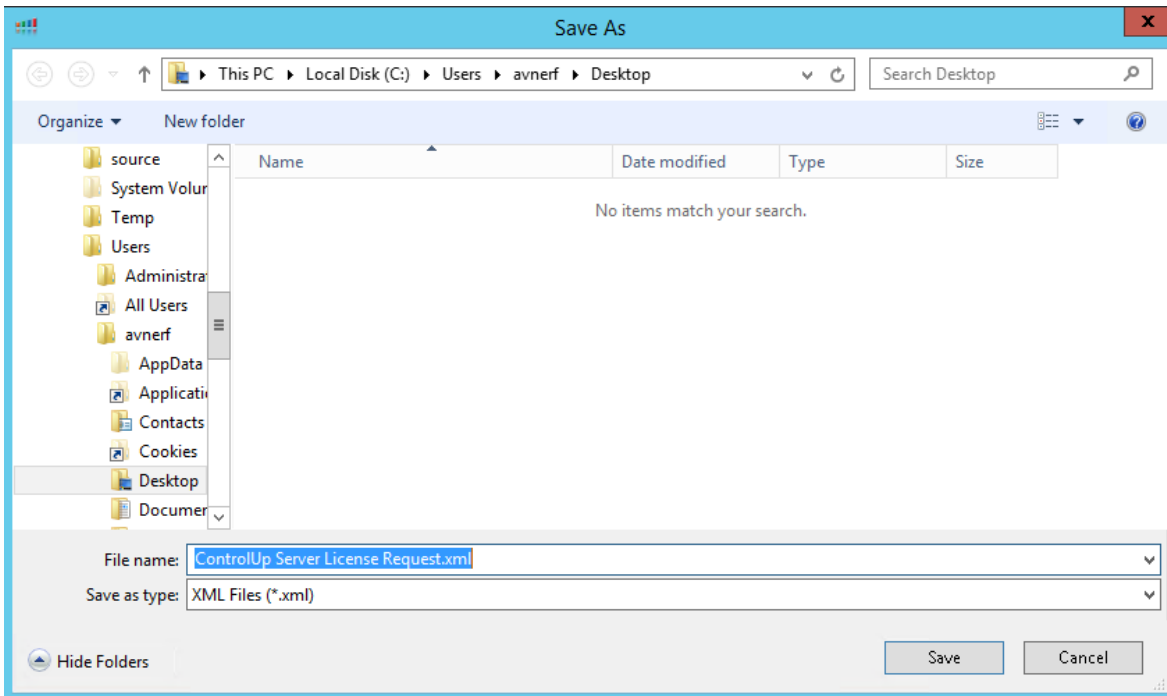 Save As
x
This PC Local Disk (C:) Users avnerf Desktop
Search Desktop
Organize New folder
source
Name Date modified Type Size
System Volur
No items match your search.
Temp
Users
Administra
All Users
avnerf
AppData
Applicati
Contacts
Cookies
Desktop
Documer
File name: ControlUp Server License Request.xml
Save as type: XML Files (*.xml)
Hide Folders Save Cancel